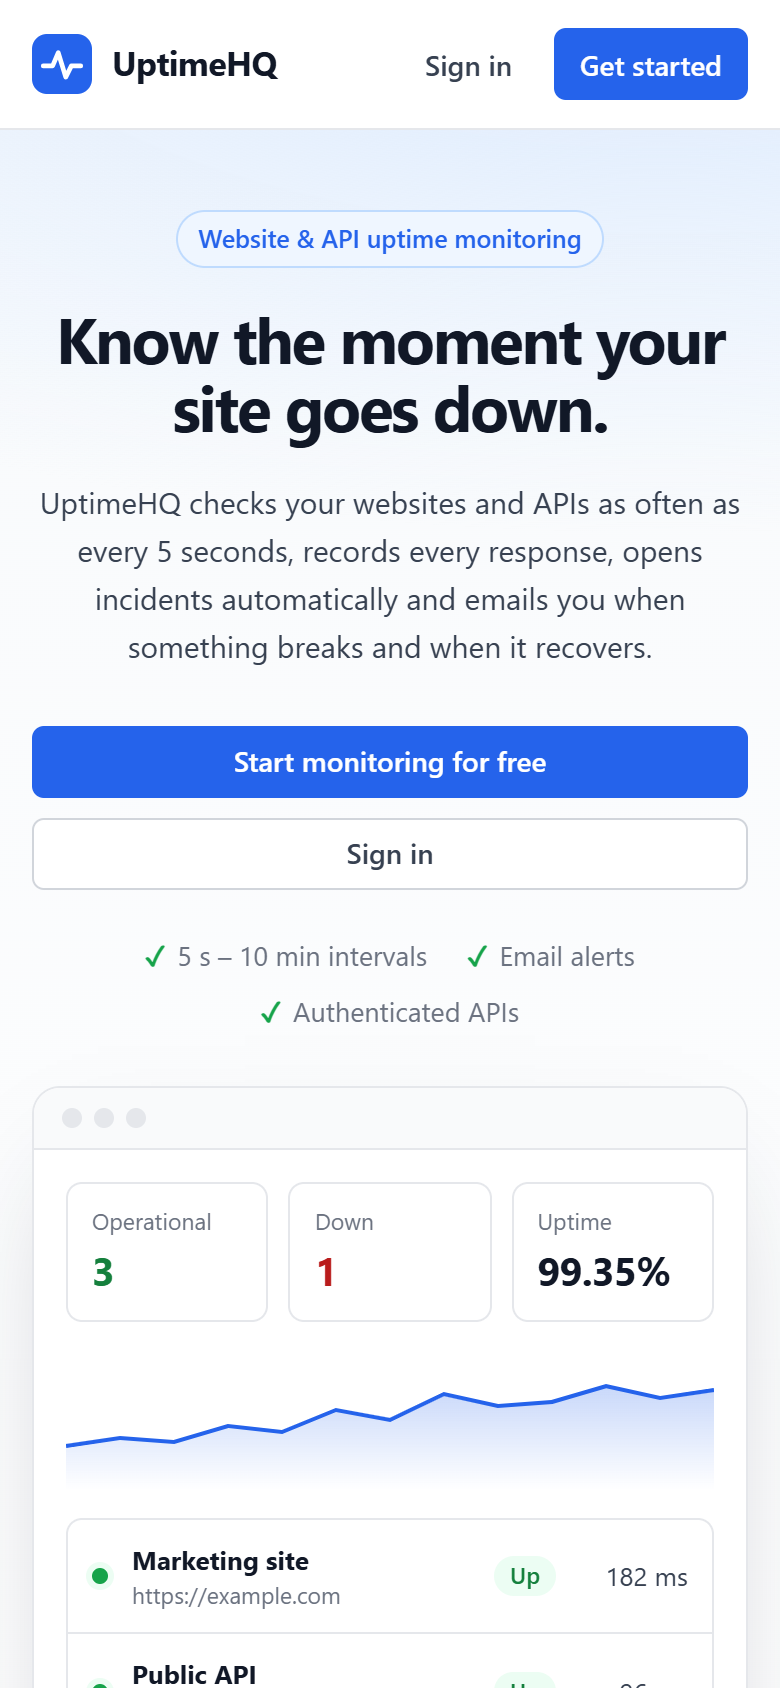 UptimeHQ
Sign in
Get started
Website & API uptime monitoring
Know the moment your
site goes down.
UptimeHQ checks your websites and APIs as often as
every 5 seconds, records every response, opens
incidents automatically and emails you when
something breaks and when it recovers.
Start monitoring for free
Sign in
✓ 5 s – 10 min intervals ✓ Email alerts
✓ Authenticated APIs
Operational
3
Down
1
Uptime
99.35%
Marketing site
https://example.com
Up
182 ms
Public API